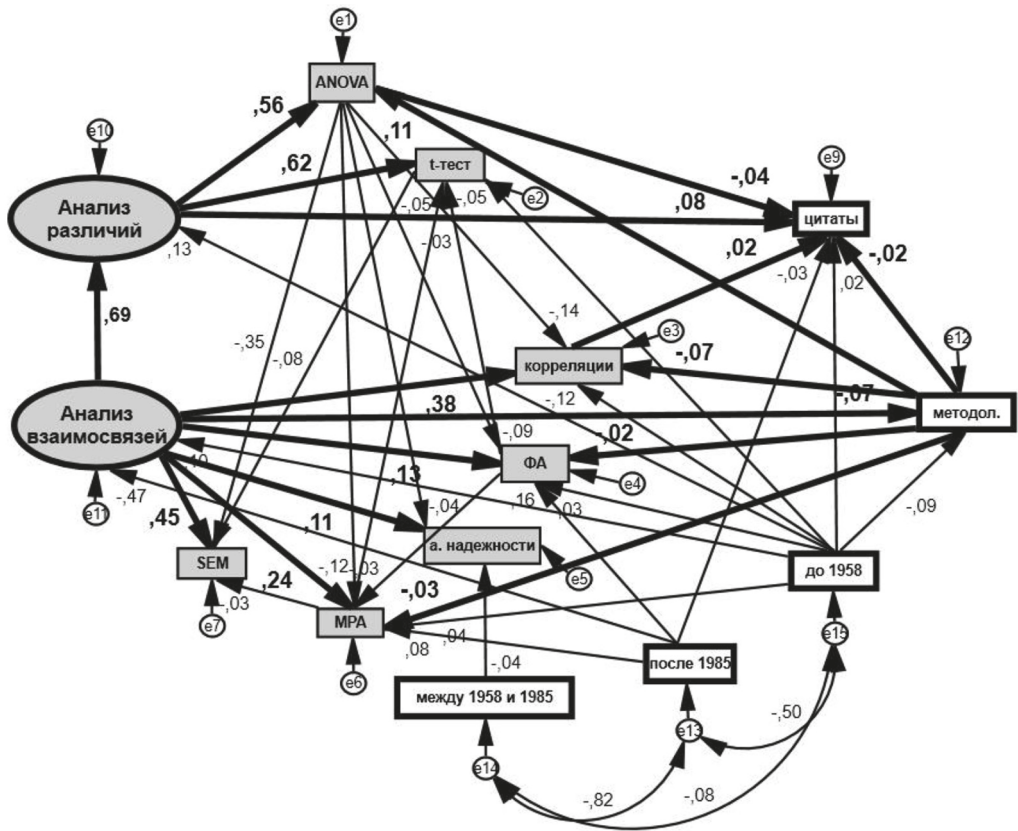 e1
ANOVA
,56
,11
e10
,62
t-тест
e9
-,04
-,05
-,05
e2
,08
Анализ
различий
цитаты
,13
-,03
,02
-,02
-,03
,02
,69
-,14
e3
e12
-,35
-,08
-,07
корреляции
-,12
-,07
Анализ
взаимосвязей
,38
методол.
-,09
-,02
ФА
,13
e4
-,47
e11
,45
,11
-,04
,16
,03
-,09
а. надежности
SEM
-,12
-,03
e5
до 1958
,24
-,03
-,03
e7
МРА
,08
,04
e15
e6
-,04
после 1985
между 1958 и 1985
-,50
e13
e14
-,82
-,08